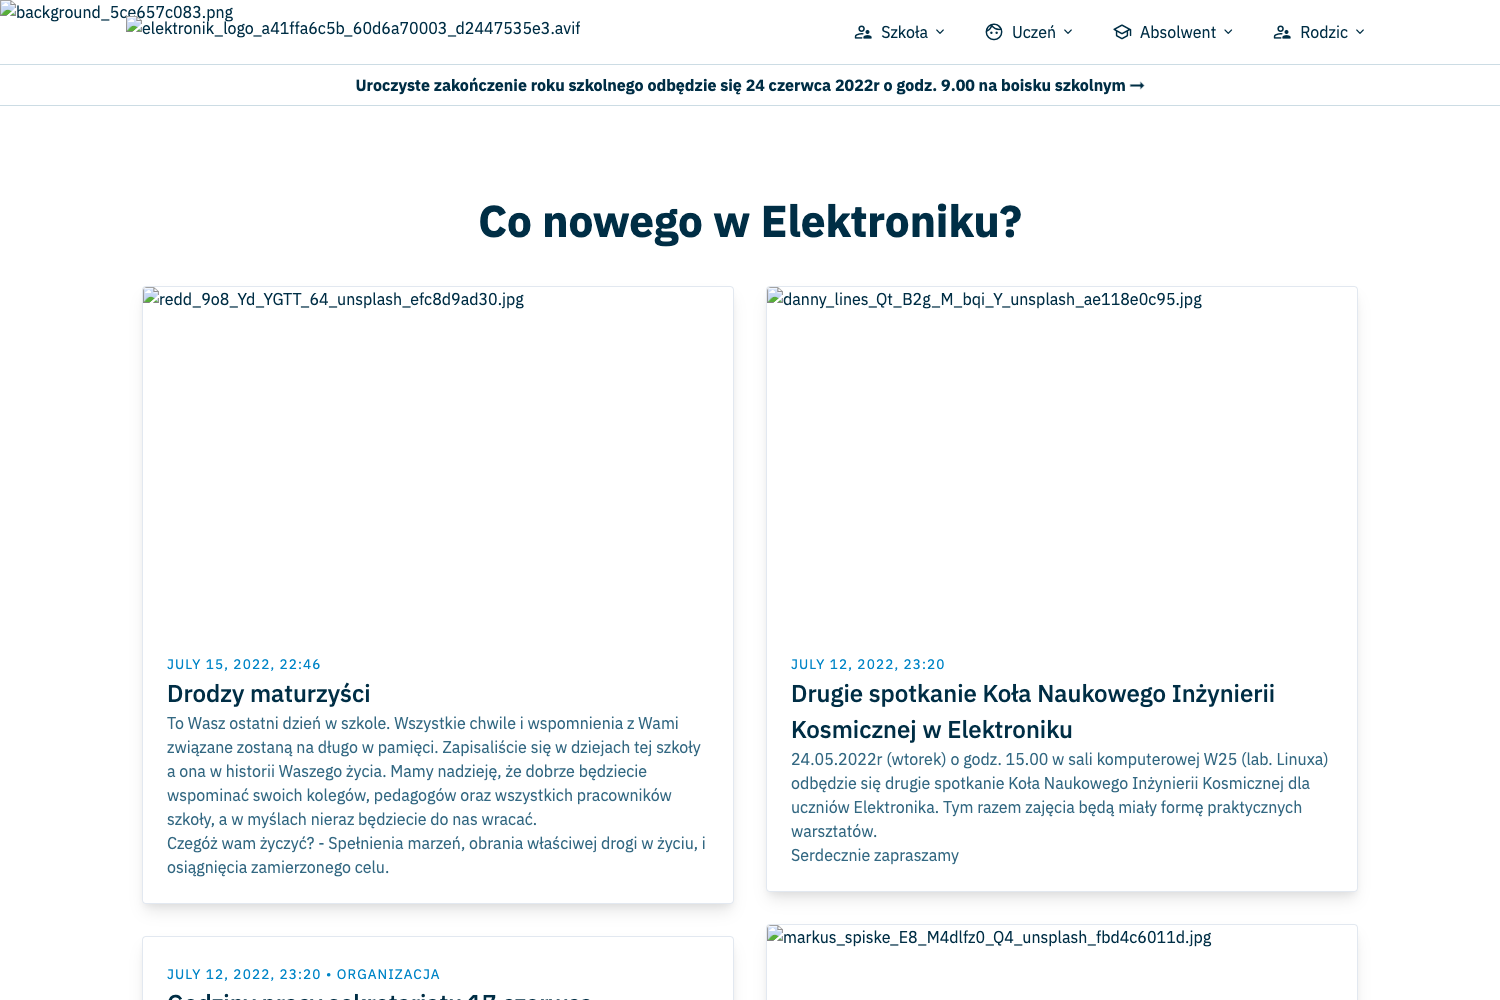 background_5ce657c083.png
elektronik_logo_a41ffa6c5b_60d6a70003_d2447535e3.avif
Szkoła
Uczeń
Absolwent
Rodzic
Uroczyste zakończenie roku szkolnego odbędzie się 24 czerwca 2022r o godz. 9.00 na boisku szkolnym →
Co nowego w Elektroniku?
redd_9o8_Yd_YGTT_64_unsplash_efc8d9ad30.jpg
JULY 15, 2022, 22:46
Drodzy maturzyści
To Wasz ostatni dzień w szkole. Wszystkie chwile i wspomnienia z Wami
związane zostaną na długo w pamięci. Zapisaliście się w dziejach tej szkoły
a ona w historii Waszego życia. Mamy nadzieję, że dobrze będziecie
wspominać swoich kolegów, pedagogów oraz wszystkich pracowników
szkoły, a w myślach nieraz będziecie do nas wracać.
Czegóż wam życzyć? - Spełnienia marzeń, obrania właściwej drogi w życiu, i
osiągnięcia zamierzonego celu.
danny_lines_Qt_B2g_M_bqi_Y_unsplash_ae118e0c95.jpg
JULY 12, 2022, 23:20
Drugie spotkanie Koła Naukowego Inżynierii
Kosmicznej w Elektroniku
24.05.2022r (wtorek) o godz. 15.00 w sali komputerowej W25 (lab. Linuxa)
odbędzie się drugie spotkanie Koła Naukowego Inżynierii Kosmicznej dla
uczniów Elektronika. Tym razem zajęcia będą miały formę praktycznych
warsztatów.
Serdecznie zapraszamy
JULY 12, 2022, 23:20 • ORGANIZACJA
Godziny pracy sekretariatu 17 czerwca
markus_spiske_E8_M4dlfz0_Q4_unsplash_fbd4c6011d.jpg